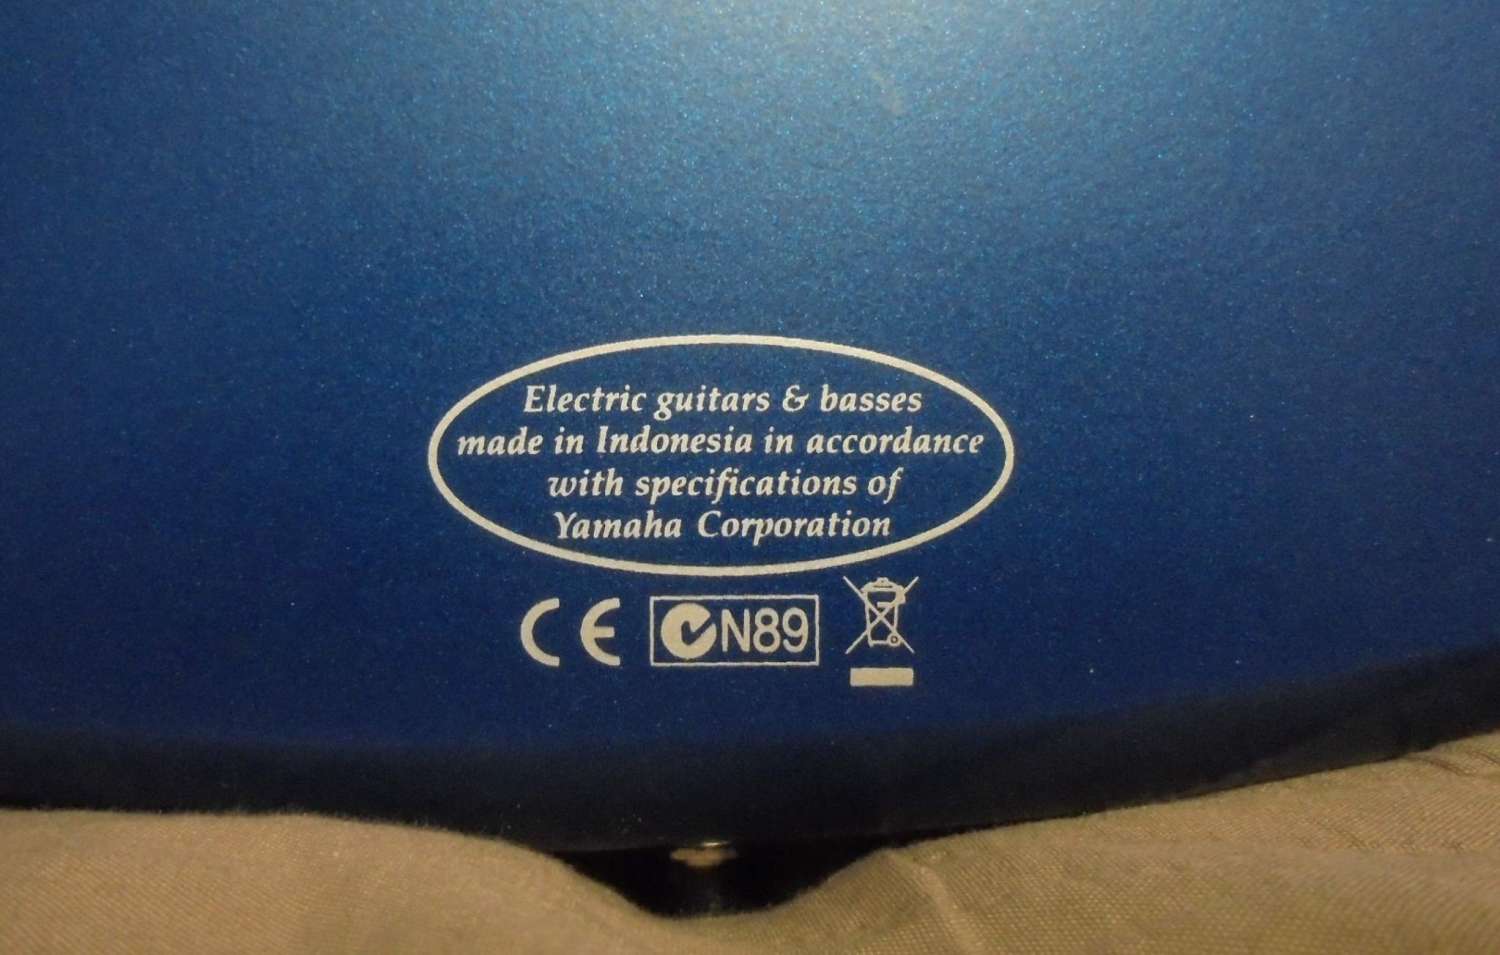 Electric guitars & basses
made in Indonesia in accordance
with specifications of
Yamaha Corporation
CE N89